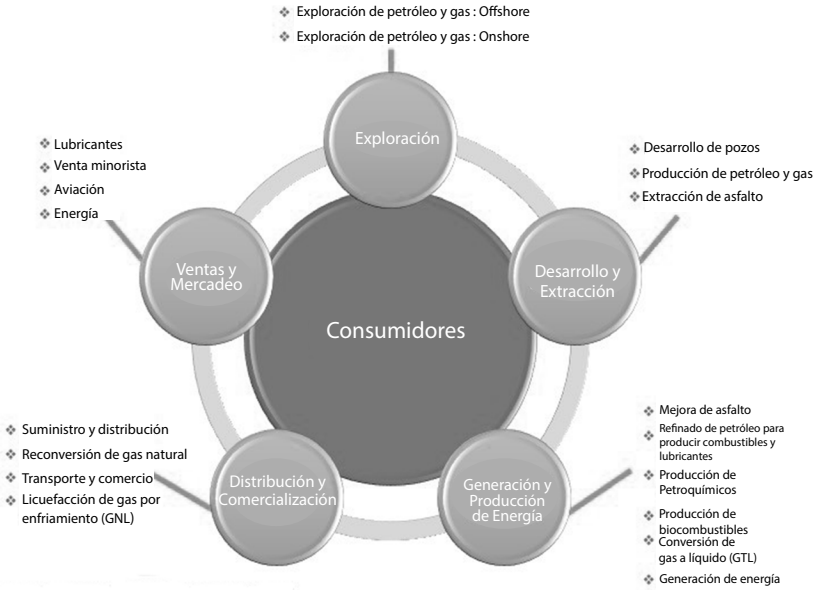 ❖ Exploración de petróleo y gas : Offshore
❖ Exploración de petróleo y gas : Onshore
Exploración
❖ Desarrollo de pozos
❖ Producción de petróleo y gas
❖ Extracción de asfalto
Desarrollo y
Extracción
❖ Mejora de asfalto
❖ Refinado de petróleo para
producir combustibles y
lubricantes
❖ Producción de
Petroquímicos
❖ Producción de
biocombustibles
❖ Conversión de
gas a líquido (GTL)
❖ Generación de energía
Generación y
Producción
de Energía
❖ Suministro y distribución
❖ Reconversión de gas natural
❖ Transporte y comercio
❖ Licuefacción de gas por
enfriamiento (GNL)
Distribución y
Comercialización
❖ Lubricantes
❖ Venta minorista
❖ Aviación
❖ Energía
Ventas y
Mercadeo
Consumidores